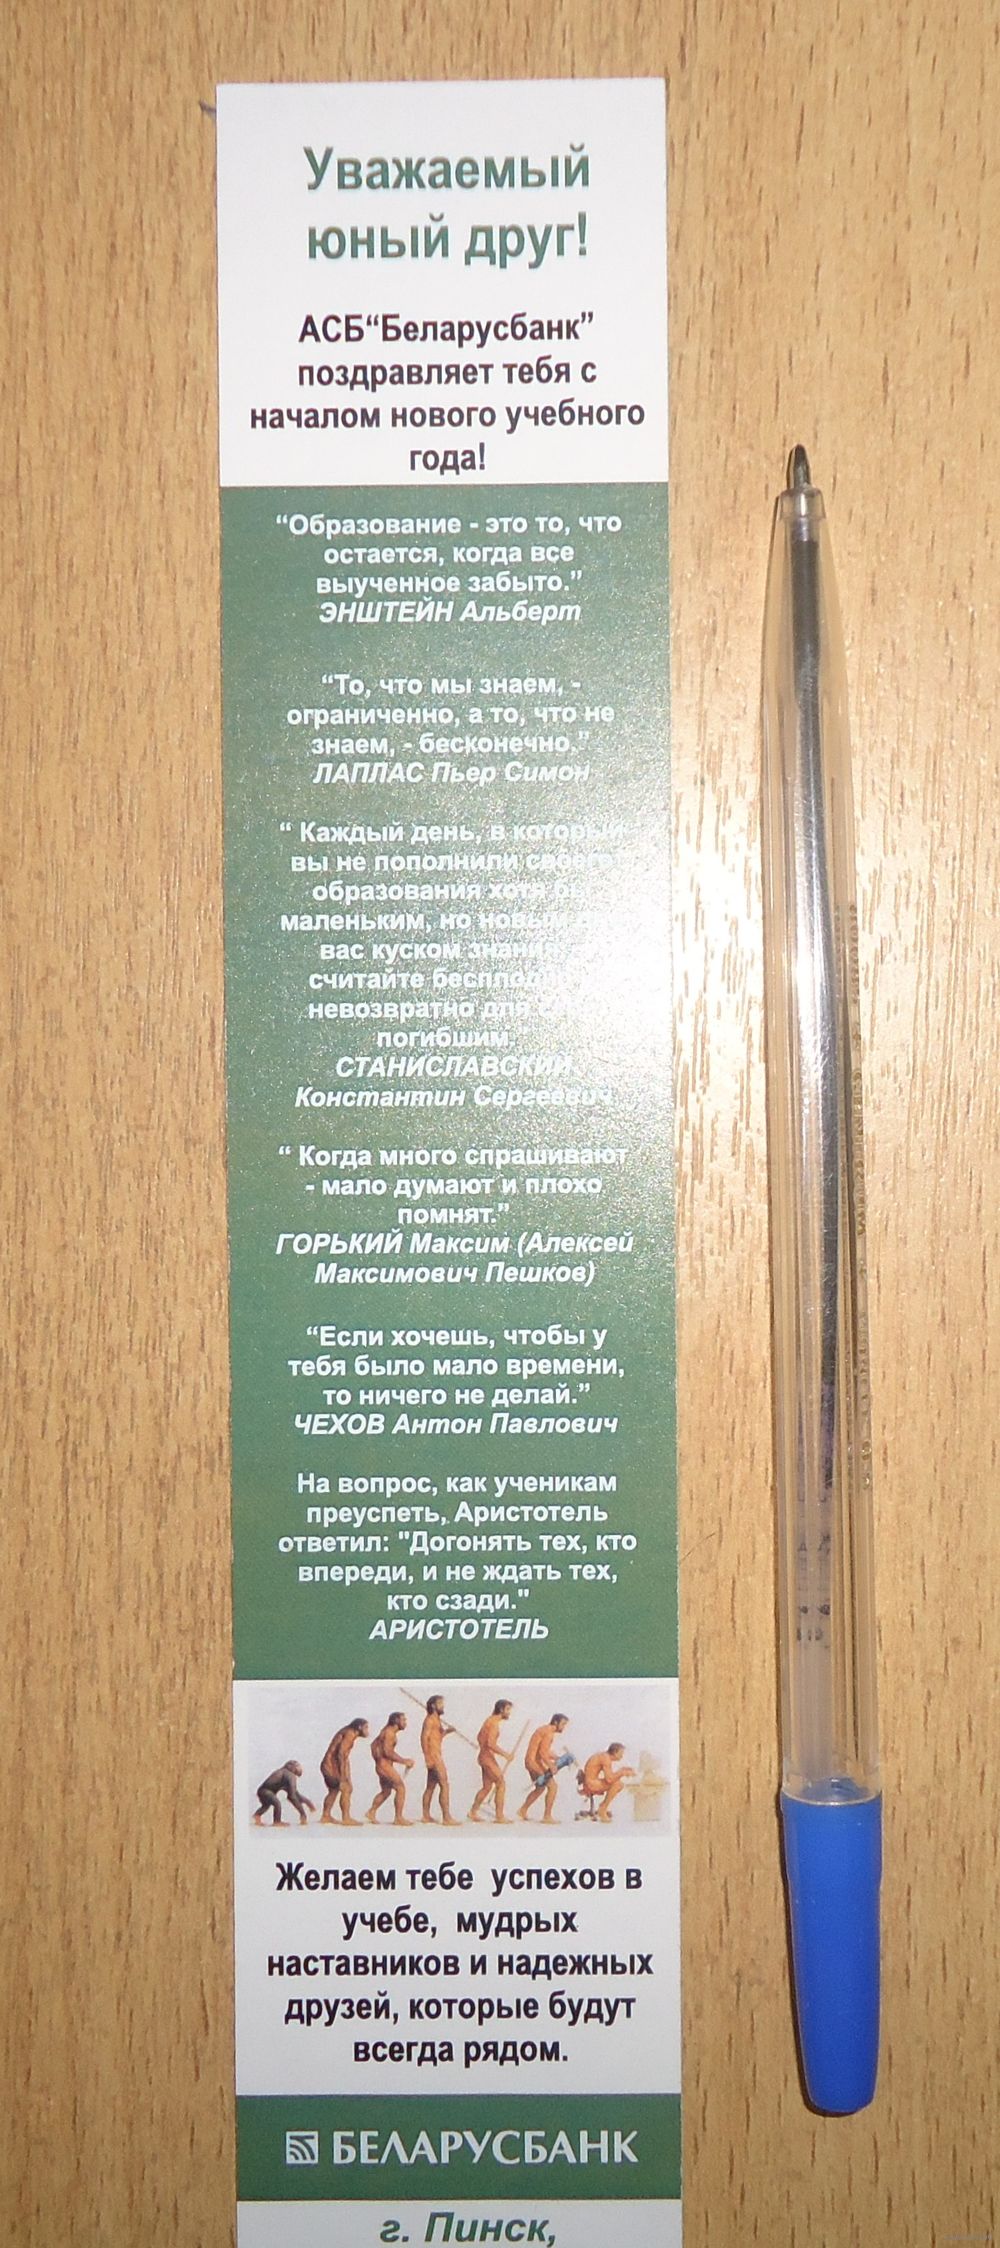 Уважаемый
юный друг!
АСБ“Беларусбанк”
поздравляет тебя с
началом нового учебного
года!
“Образование - это то, что
остается, когда все
выученное забыто.”
ЭНШТЕЙН Альберт
“То, что мы знаем, -
ограниченно, а то, что не
знаем, - бесконечно.”
ЛАПЛАС Пьер Симон
“ Каждый день, в который
вы не пополнили своего
образования хотя бы
маленьким, но новым
вас куском
считайте
невозвратно для
погибшим.
СТАНИСЛАВСКИЙ
Константин Сергеевич
“ Когда много спрашивают
- мало думают и плохо
помнят.”
ГОРЬКИЙ Максим (Алексей
Максимович Пешков)
“Если хочешь, чтобы у
тебя было мало времени,
то ничего не делай.”
ЧЕХОВ Антон Павлович
На вопрос, как ученикам
преуспеть, Аристотель
ответил: "Догонять тех, кто
впереди, и не ждать тех,
кто сзади."
АРИСТОТЕЛЬ
Желаем тебе успехов в
учебе, мудрых
наставников и надежных
друзей, которые будут
всегда рядом.
БЕЛАРУСБАНК
г. Пинск,